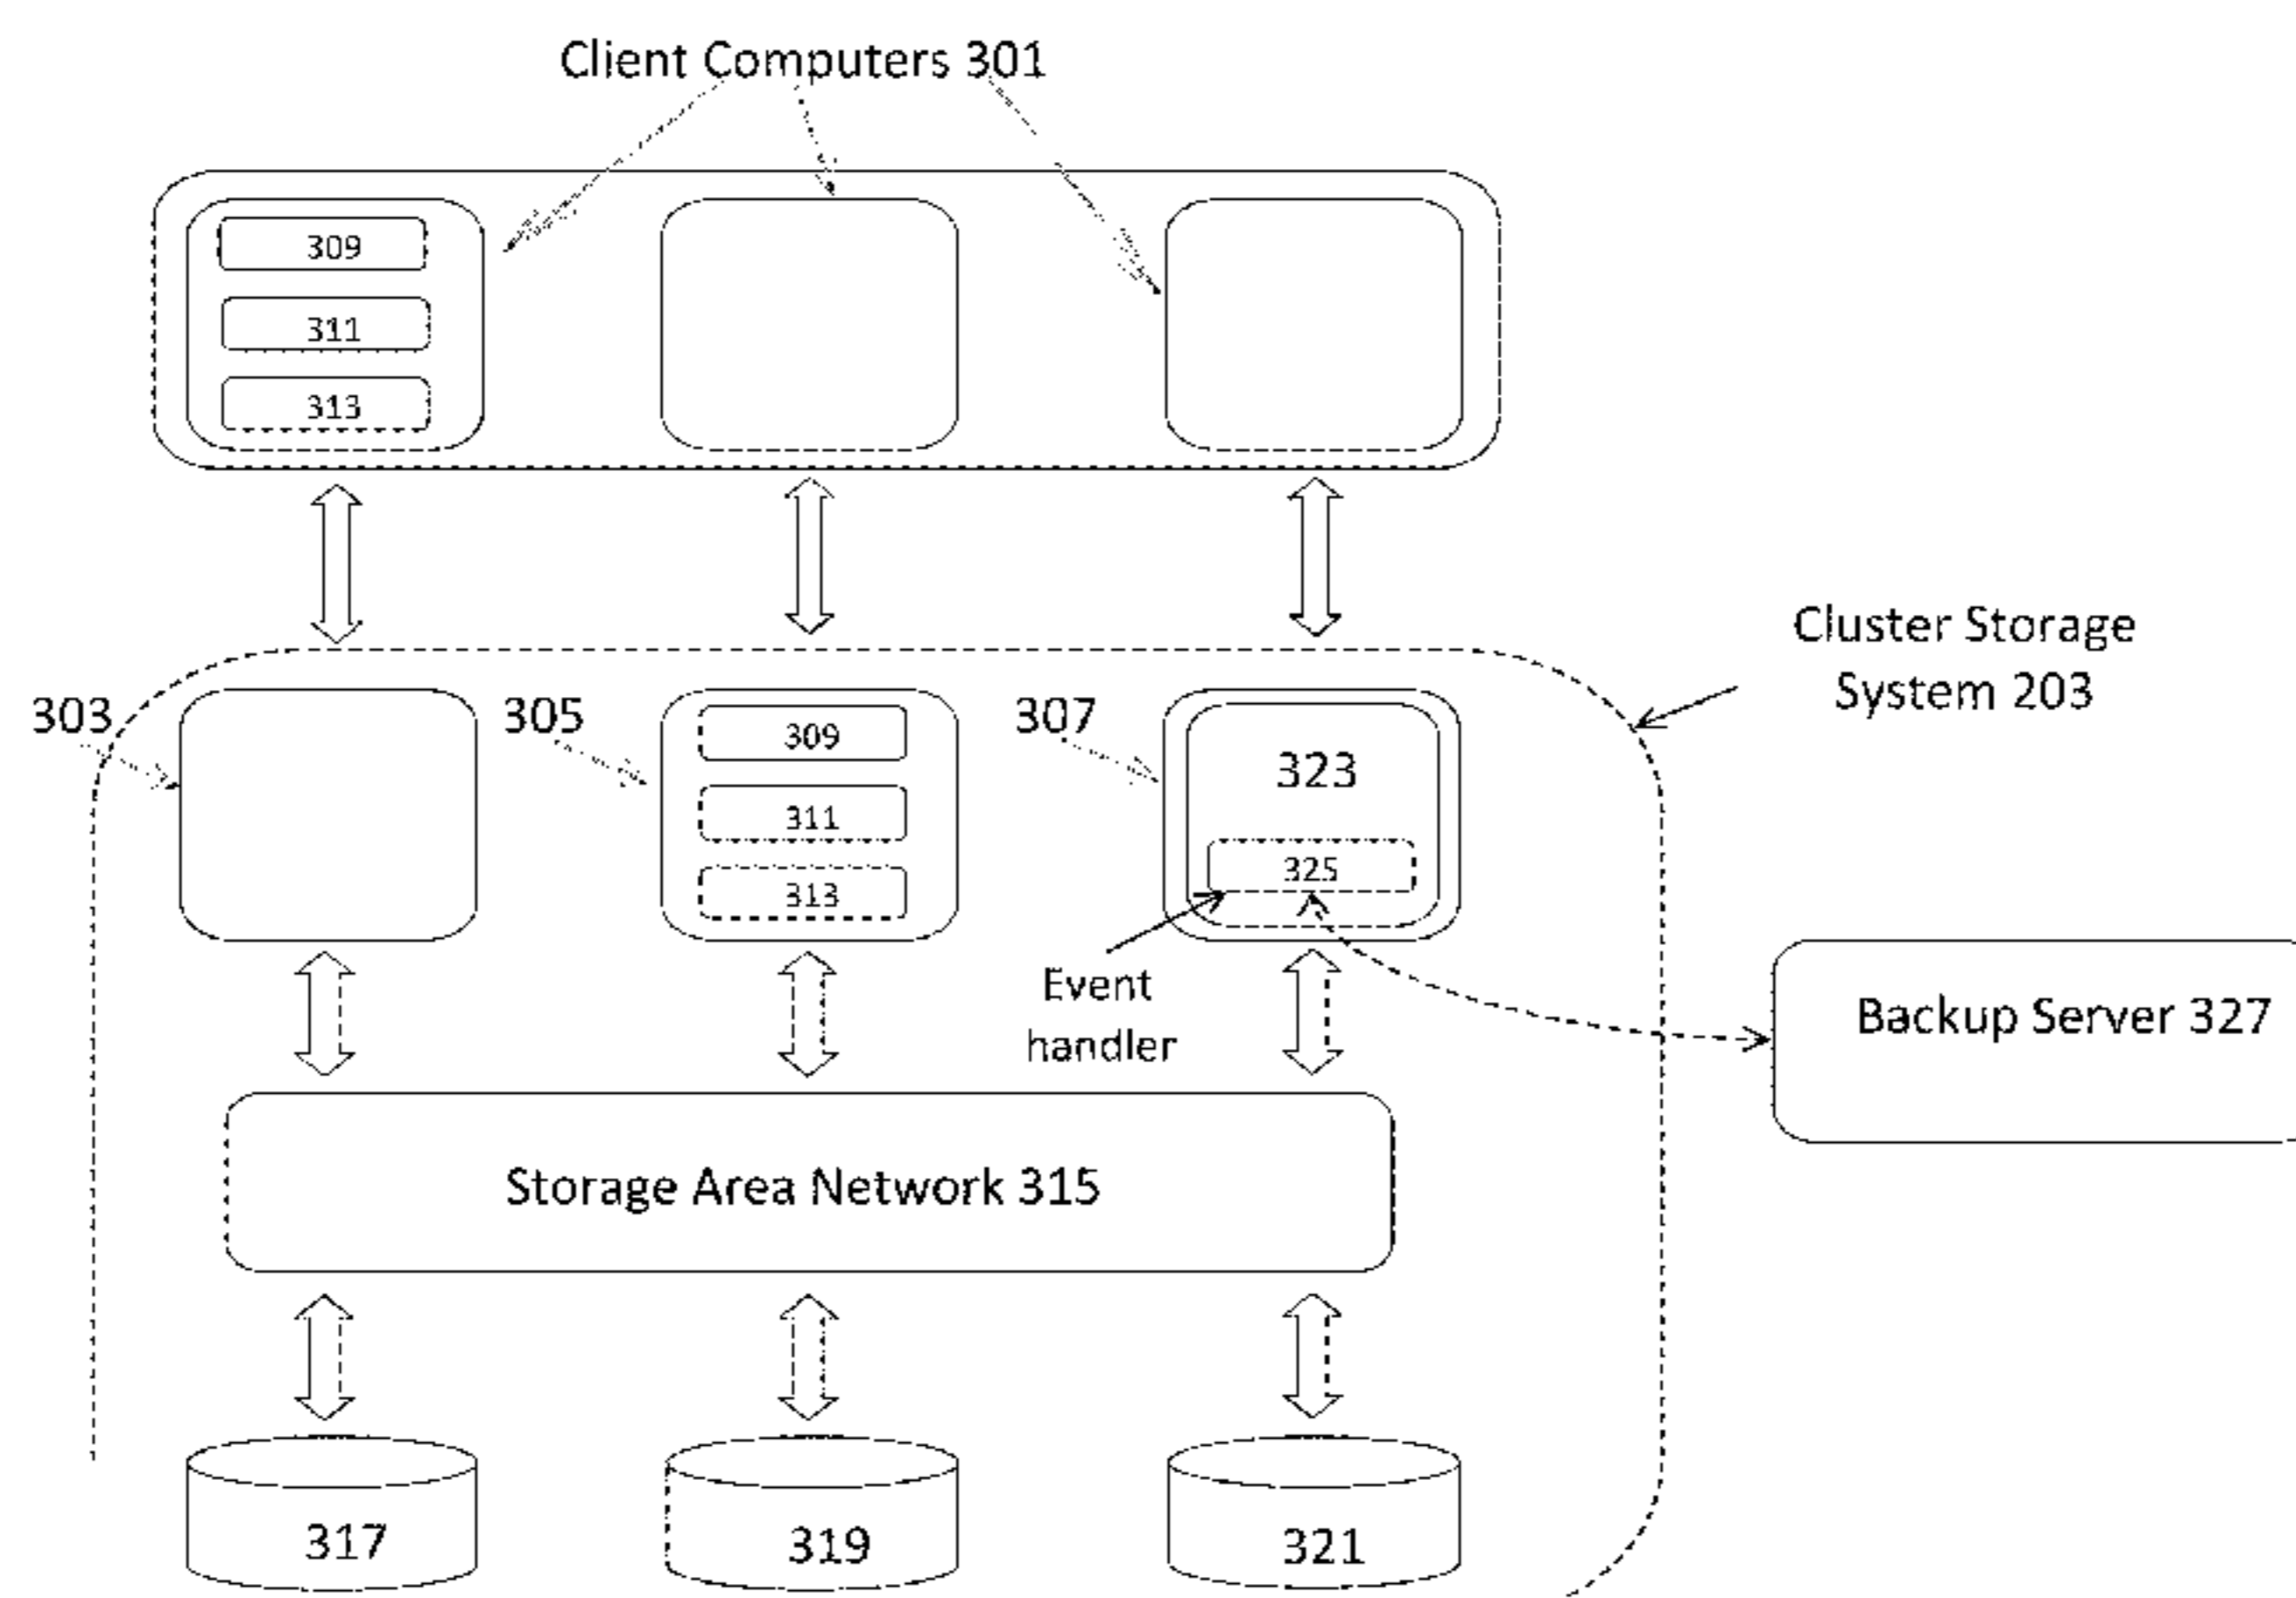 Client Computers 301
309
311
313
Cluster Storage
System 203
303
305
307
309
311
313
323
325
Event
handler
Backup Server 327
Storage Area Network 315
317
319
321